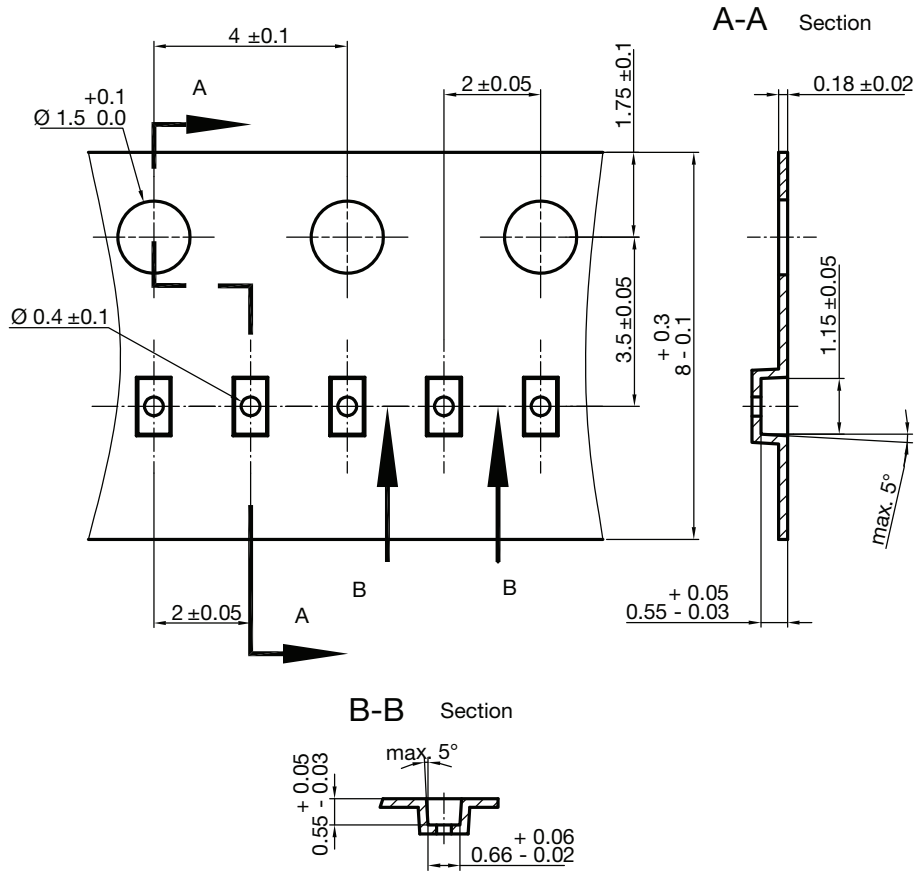 A-A Section
4 ±0.1
+0.1
Ø 1.5 0.0
A
1.75 ±0.1
2 ±0.05
0.18 ±0.02
Ø 0.4 ±0.1
3.5 ±0.05
+ 0.3
8 - 0.1
1.15 ±0.05
max. 5°
B
B
2 ±0.05
A
+ 0.05
0.55 - 0.03
B-B Section
max. 5°
+ 0.05
0.55 - 0.03
+ 0.06
0.66 - 0.02